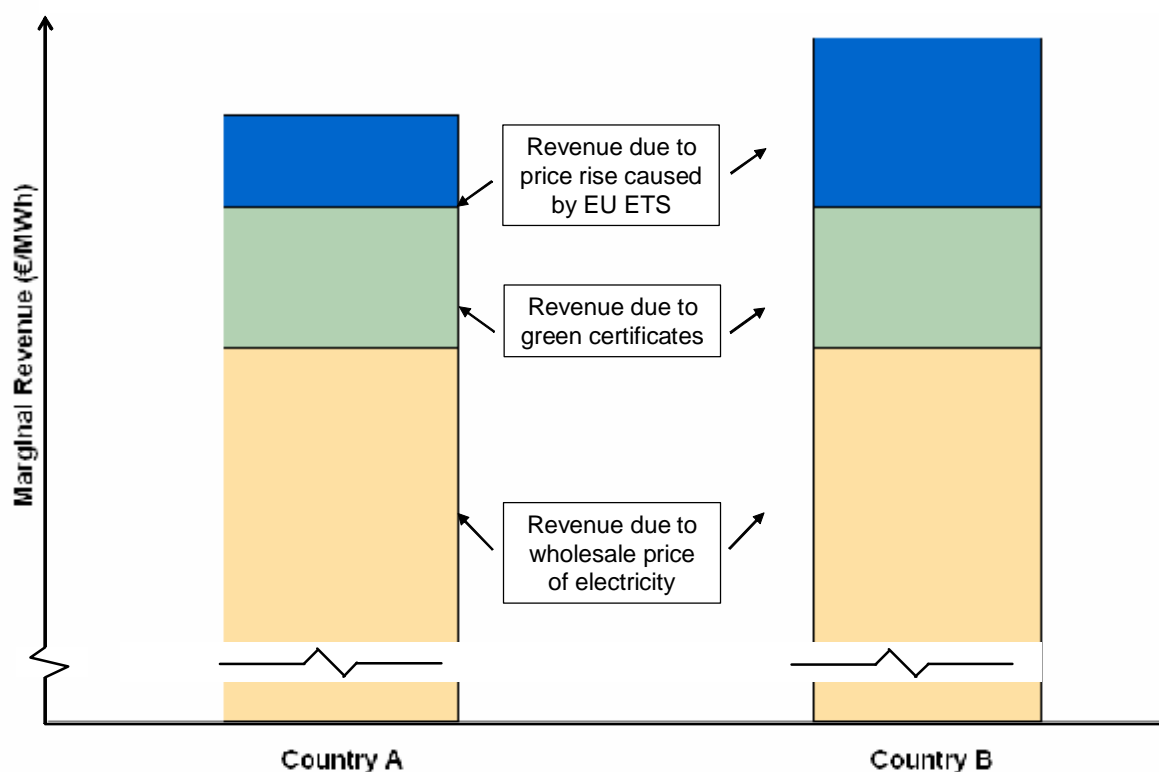 Marginal Revenue (€/MWh)
Revenue due to
price rise caused
by EU ETS
Revenue due to
green certificates
Revenue due to
wholesale price
of electricity
Country A
Country B